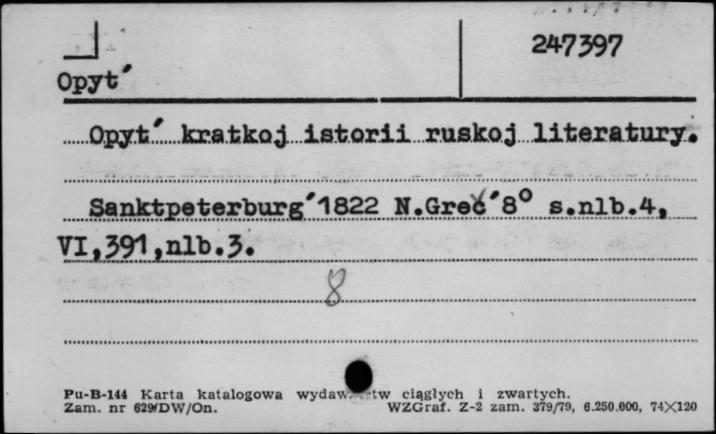 247397
Opyt´
Opyt´ kratkoj istorii ruskoj literatury.
Sanktpeterburg´1822 N.Greč´8° s.nlb.4,
VI,391,nlb.3.
8
Pu-B-144 Karta katalogowa ciągłych i zwartych.
Zam. nr 629/DW/On. WZGraf. Z-2 zam. 379/79, 6.250.000, 74×120